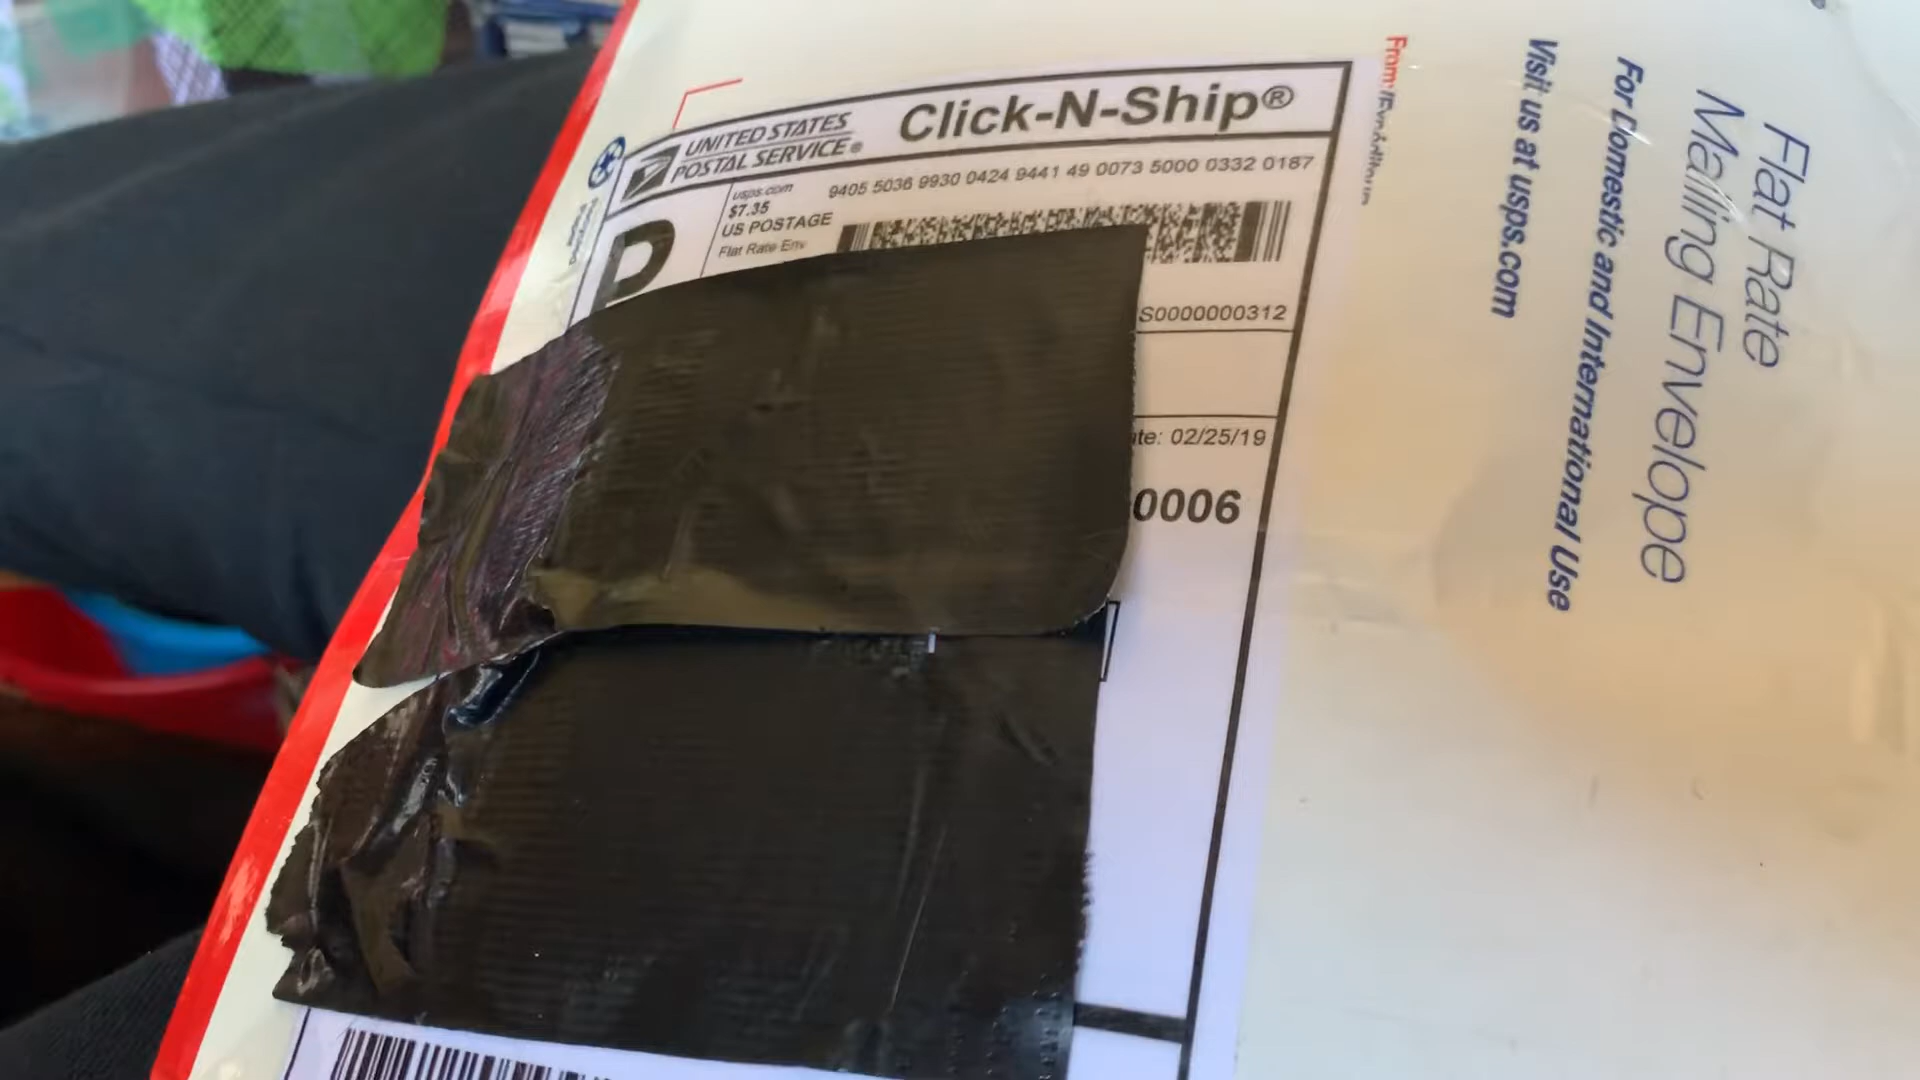 UNITED STATES
POSTAL SERVICE®
Click-N-Ship®
usps.com
$7.35
US POSTAGE
Flat Rate Env
9405 5036 9930 0424 9441 49 0073 5000 0332 0187
P
S0000000312
02/25/19
0006
From:
Visit us at usps.com
For Domestic and International Use
Flat Rate
Mailing Envelope